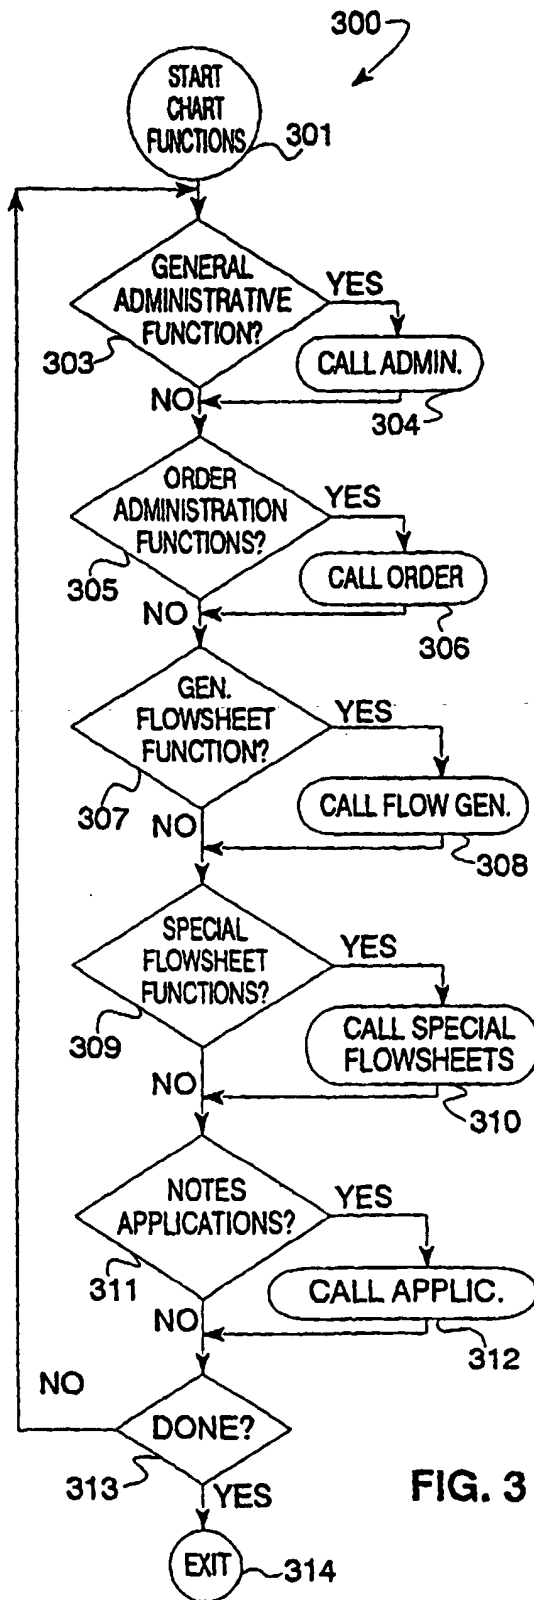 300
START
CHART
FUNCTIONS
301
GENERAL
ADMINISTRATIVE
FUNCTION?
303
YES
CALL ADMIN.
304
NO
ORDER
ADMINISTRATION
FUNCTIONS?
305
YES
CALL ORDER
306
NO
GEN.
FLOWSHEET
FUNCTION?
307
YES
CALL FLOW GEN.
308
NO
SPECIAL
FLOWSHEET
FUNCTIONS?
309
YES
CALL SPECIAL
FLOWSHEETS
310
NO
NOTES
APPLICATIONS?
311
YES
CALL APPLIC.
312
NO
DONE?
313
NO
YES
EXIT
314
FIG. 3